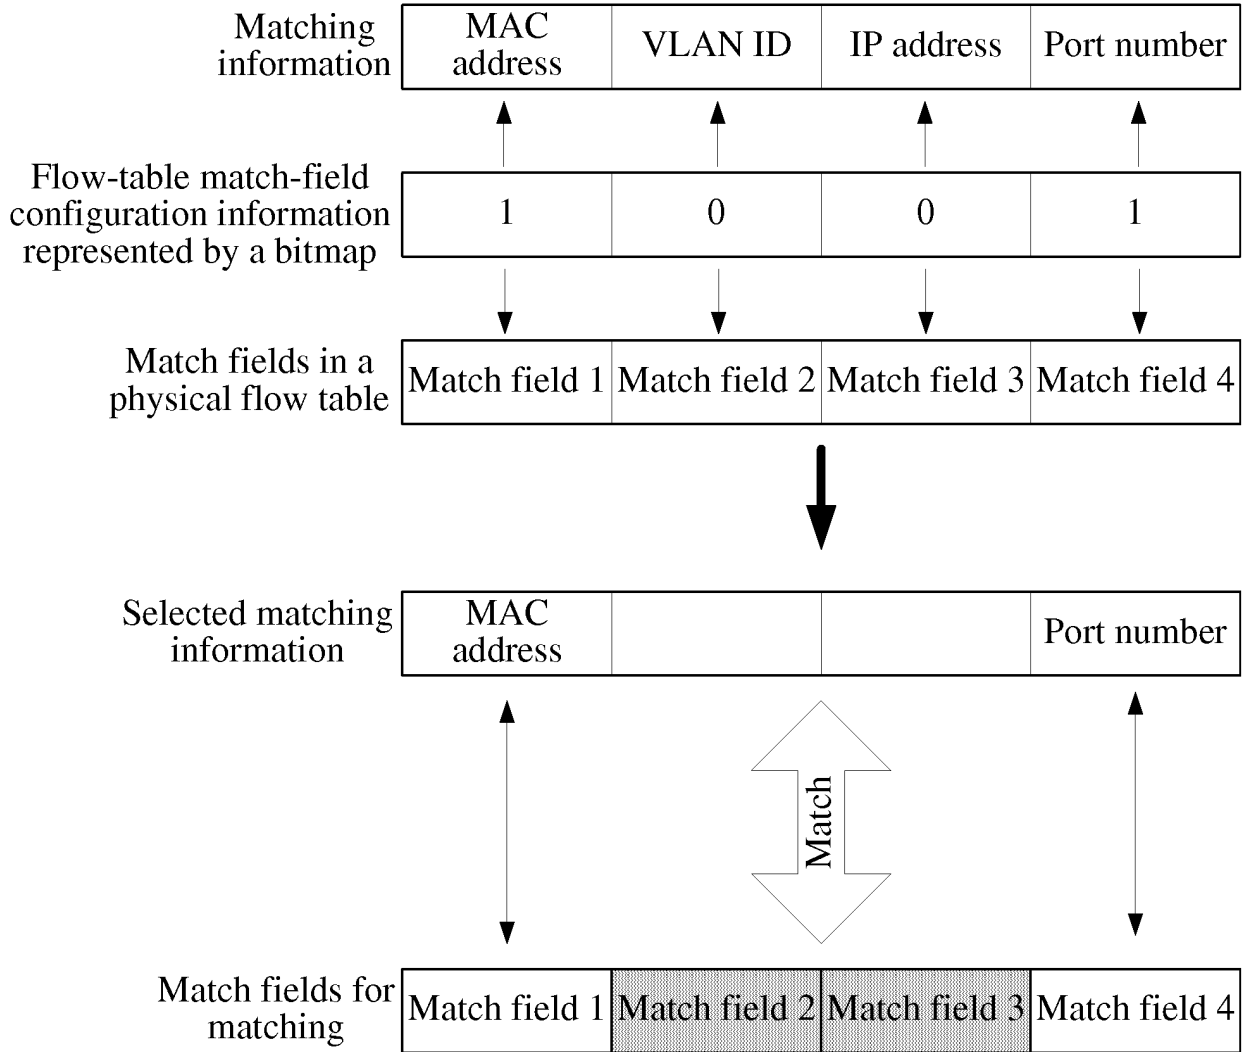 Matching
information
MAC
address
VLAN ID
IP address
Port number
Flow-table match-field
configuration information
represented by a bitmap
1
0
0
1
Match fields in a
physical flow table
Match field 1
Match field 2
Match field 3
Match field 4
Selected matching
information
MAC
address
Port number
Match
Match fields for
matching
Match field 1
Match field 2
Match field 3
Match field 4